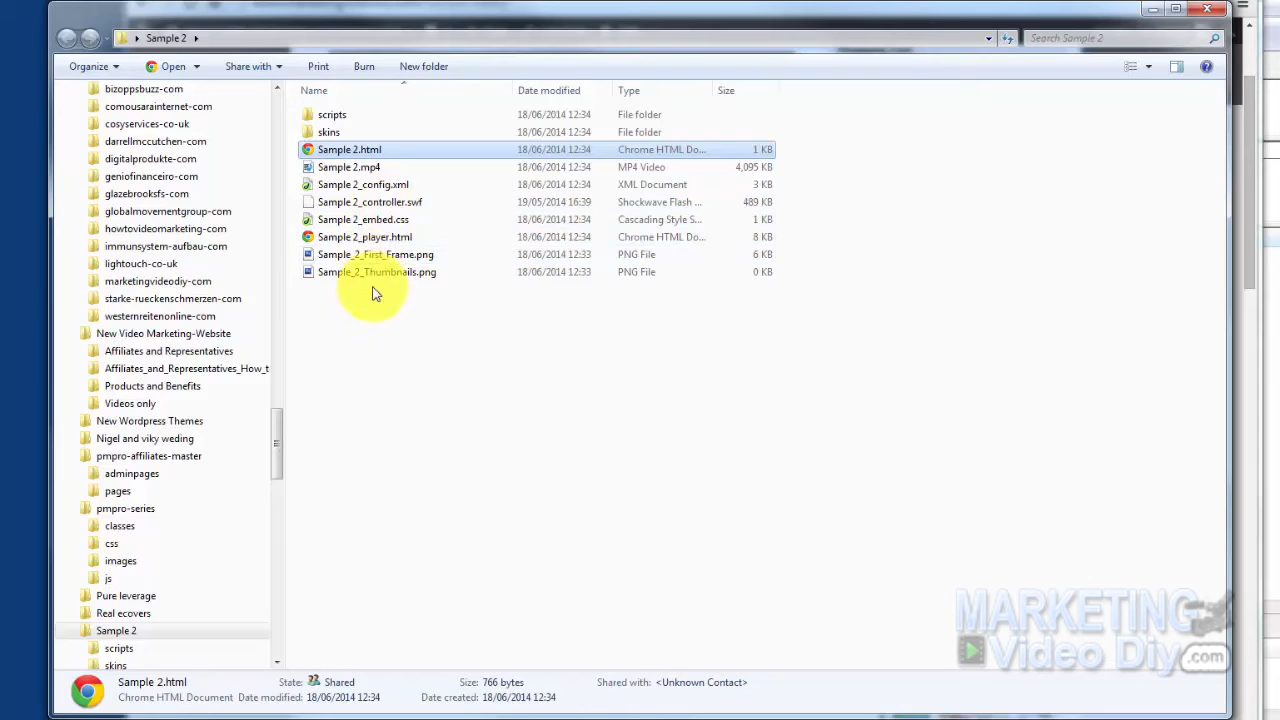 Sample 2
Search Sample 2
Organize Open Share with Print Burn New folder
Name Date modified Type Size
scripts 18/06/2014 12:34 File folder
skins 18/06/2014 12:34 File folder
Sample 2.html 18/06/2014 12:34 Chrome HTML Do... 1 KB
Sample 2.mp4 18/06/2014 12:34 MP4 Video 4,095 KB
Sample 2_config.xml 18/06/2014 12:34 XML Document 3 KB
Sample 2_controller.swf 19/05/2014 16:39 Shockwave Flash ... 489 KB
Sample 2_embed.css 18/06/2014 12:34 Cascading Style S... 1 KB
Sample 2_player.html 18/06/2014 12:34 Chrome HTML Do... 8 KB
Sample_2_First_Frame.png 18/06/2014 12:33 PNG File 6 KB
Sample_2_Thumbnails.png 18/06/2014 12:33 PNG File 0 KB
bizoppsbuzz-com
comousarainternet-com
cosyservices-co-uk
darrellmccutchen-com
digitalprodukte-com
geniofinanceiro-com
glazebrooksfs-com
globalmovementgroup-com
howtovideomarketing-com
immunsystem-aufbau-com
lightouch-co-uk
marketingvideodiy-com
starke-rueckenschmerzen-com
westernreitenonline-com
New Video Marketing-Website
Affiliates and Representatives
Affiliates_and_Representatives_How_t
Products and Benefits
Videos only
New Wordpress Themes
Nigel and viky weding
pmpro-affiliates-master
adminpages
pages
pmpro-series
classes
css
images
js
Pure leverage
Real ecovers
Sample 2
scripts
skins
MARKETING
Video Diy .com
Sample 2.html State: Shared Size: 766 bytes Shared with: <Unknown Contact>
Chrome HTML Document Date modified: 18/06/2014 12:34 Date created: 18/06/2014 12:34